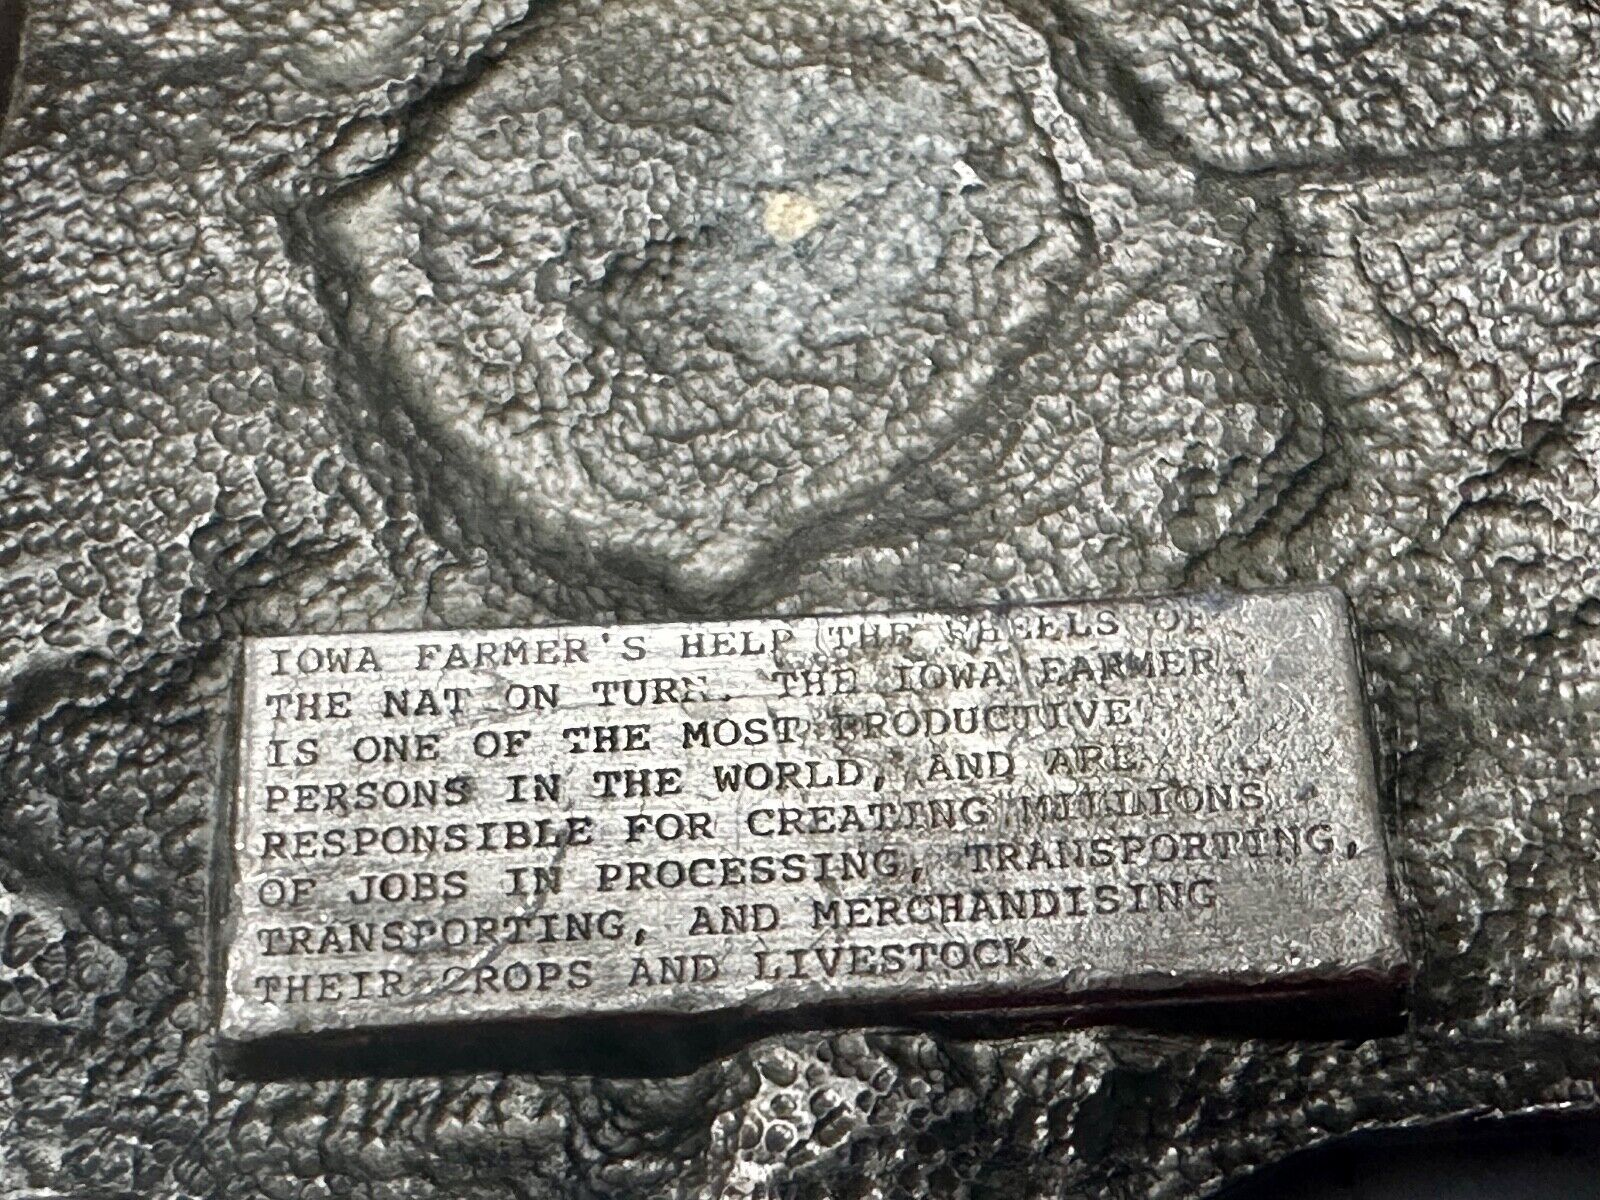 IOWA FARMER'S HELP THE WHEELS OF
THE NAT ON TURN. THE IOWA FARMER,
IS ONE OF THE MOST PRODUCTIVE
PERSONS IN THE WORLD, AND ARE
RESPONSIBLE FOR CREATING MILLIONS
OF JOBS IN PROCESSING, TRANSPORTING,
TRANSPORTING, AND MERCHANDISING
THEIR CROPS AND LIVESTOCK.